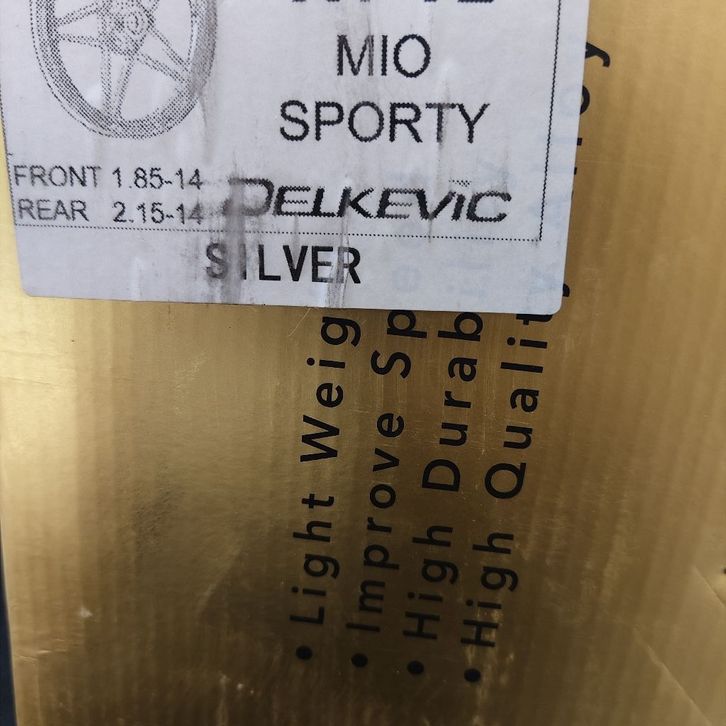 MIO
SPORTY
FRONT 1.85-14
REAR 2.15-14
DELKEVIC
SILVER
• Light Weig
• Improve Sp
• High Durab
• High Quality